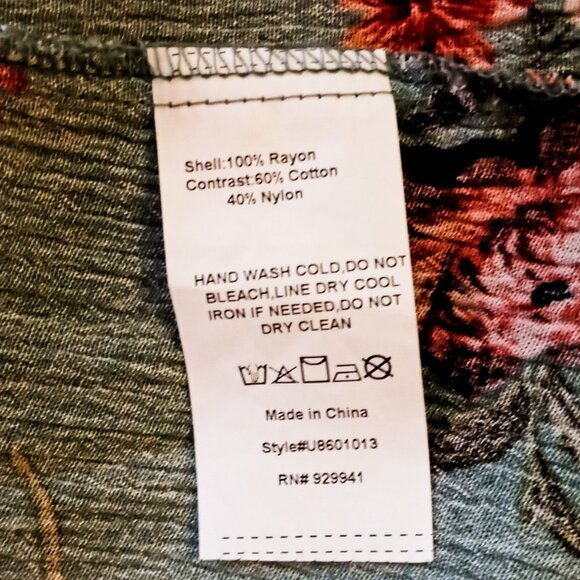 Shell:100% Rayon
Contrast:60% Cotton
40% Nylon
HAND WASH COLD,DO NOT
BLEACH,LINE DRY COOL
IRON IF NEEDED,DO NOT
DRY CLEAN
Made in China
Style#U8601013
RN# 929941